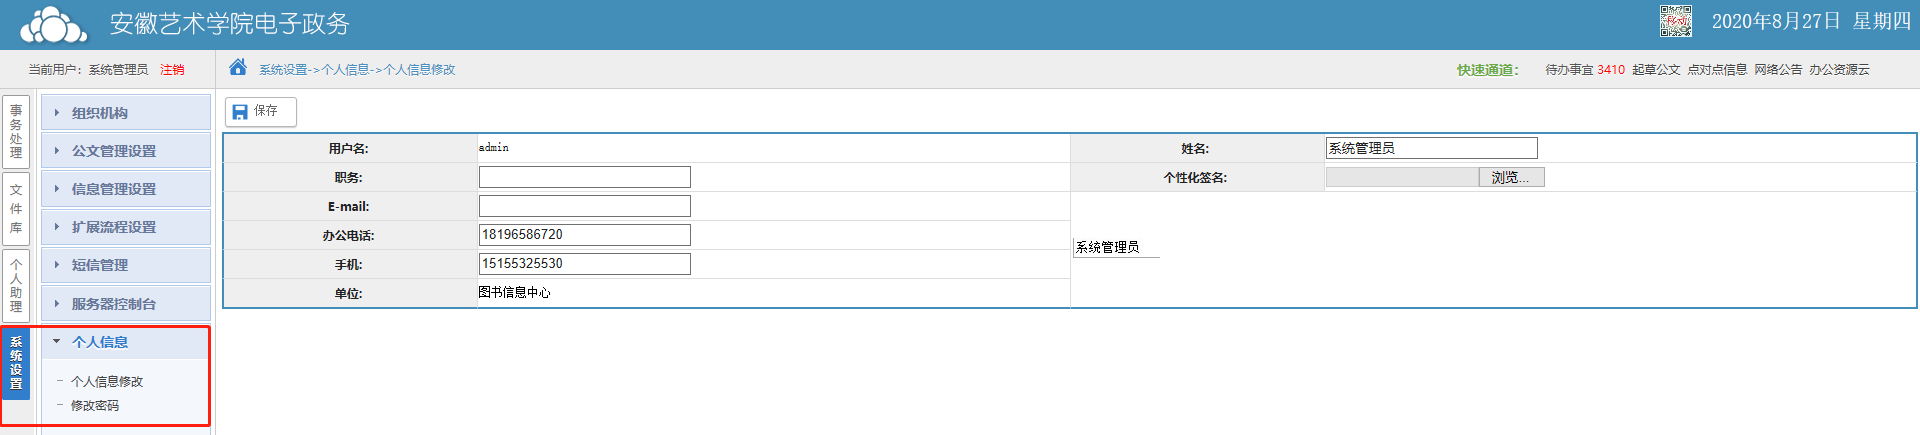 安徽艺术学院电子政务
2020年8月27日 星期四
当前用户：系统管理员 注销
系统设置->个人信息->个人信息修改
快速通道： 待办事宜 3410 起草公文 点对点信息 网络公告 办公资源云
事务处理
文件库
个人助理
系统设置
组织机构
公文管理设置
信息管理设置
扩展流程设置
短信管理
服务器控制台
个人信息
个人信息修改
修改密码
保存
用户名: admin 姓名: 系统管理员
职务: 个性化签名: 浏览...
E-mail:
办公电话: 18196586720
系统管理员
手机: 15155325530
单位: 图书信息中心